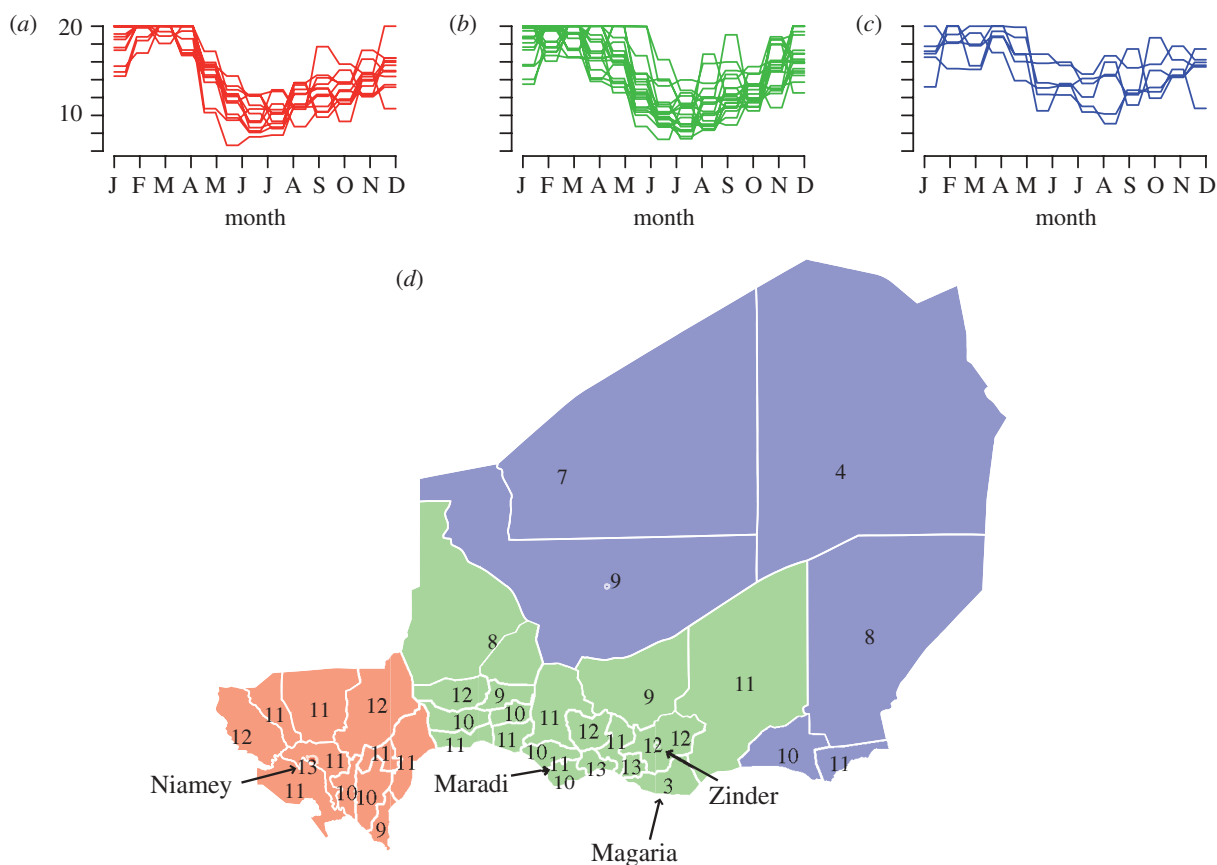 (a) (b) (c)
20
10
J F M A M J J A S O N D
J F M A M J J A S O N D
J F M A M J J A S O N D
month month month
(d)
7 4
9
8 8
12 9 9 11
11 11 12
12 10 10 11 12 11 12 12
11 11 10
13 11 11 11 10 11 13 13 10 11
Niamey Maradi Zinder
11 10 10 10 3
9
Magaria